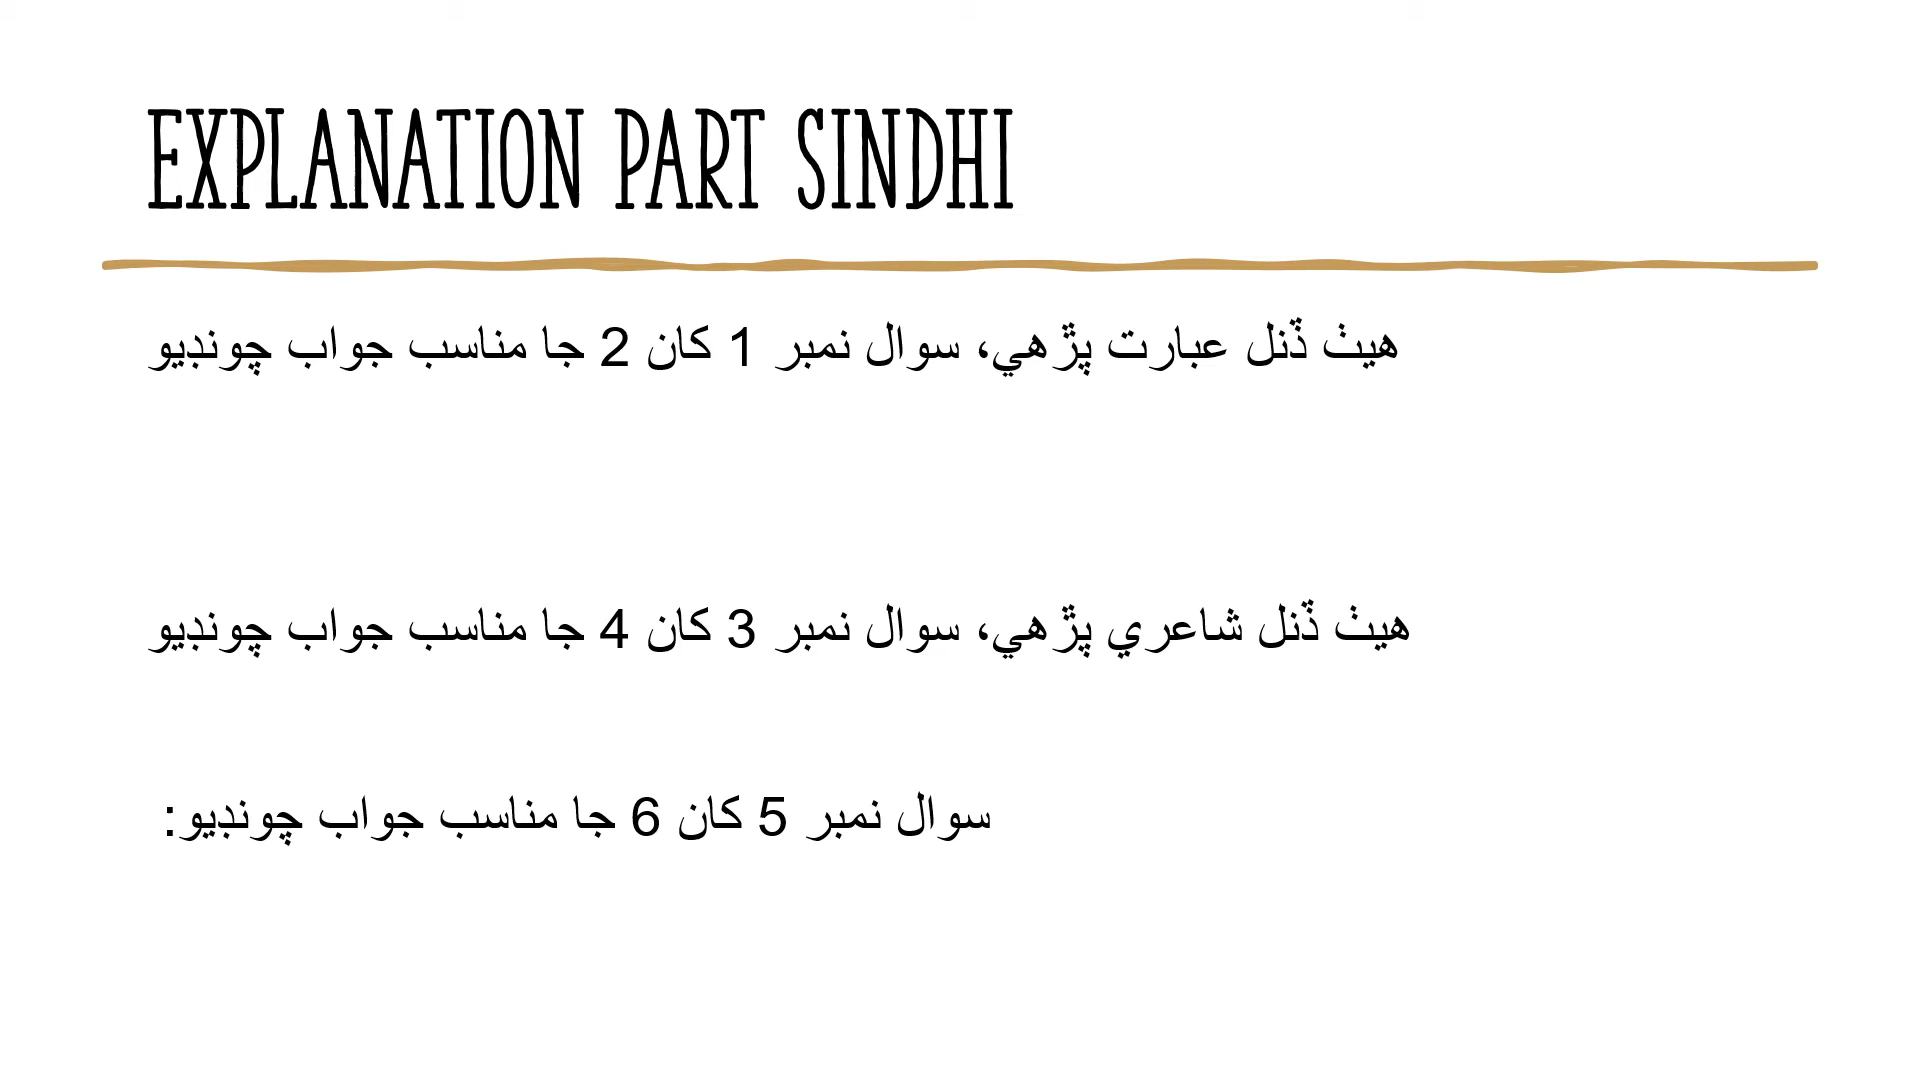 EXPLANATION PART SINDHI
هيٺ ڏنل عبارت پڙهي، سوال نمبر 1 کان 2 جا مناسب جواب چونڊيو
هيٺ ڏنل شاعري پڙهي، سوال نمبر 3 کان 4 جا مناسب جواب چونڊيو
سوال نمبر 5 کان 6 جا مناسب جواب چونڊيو: